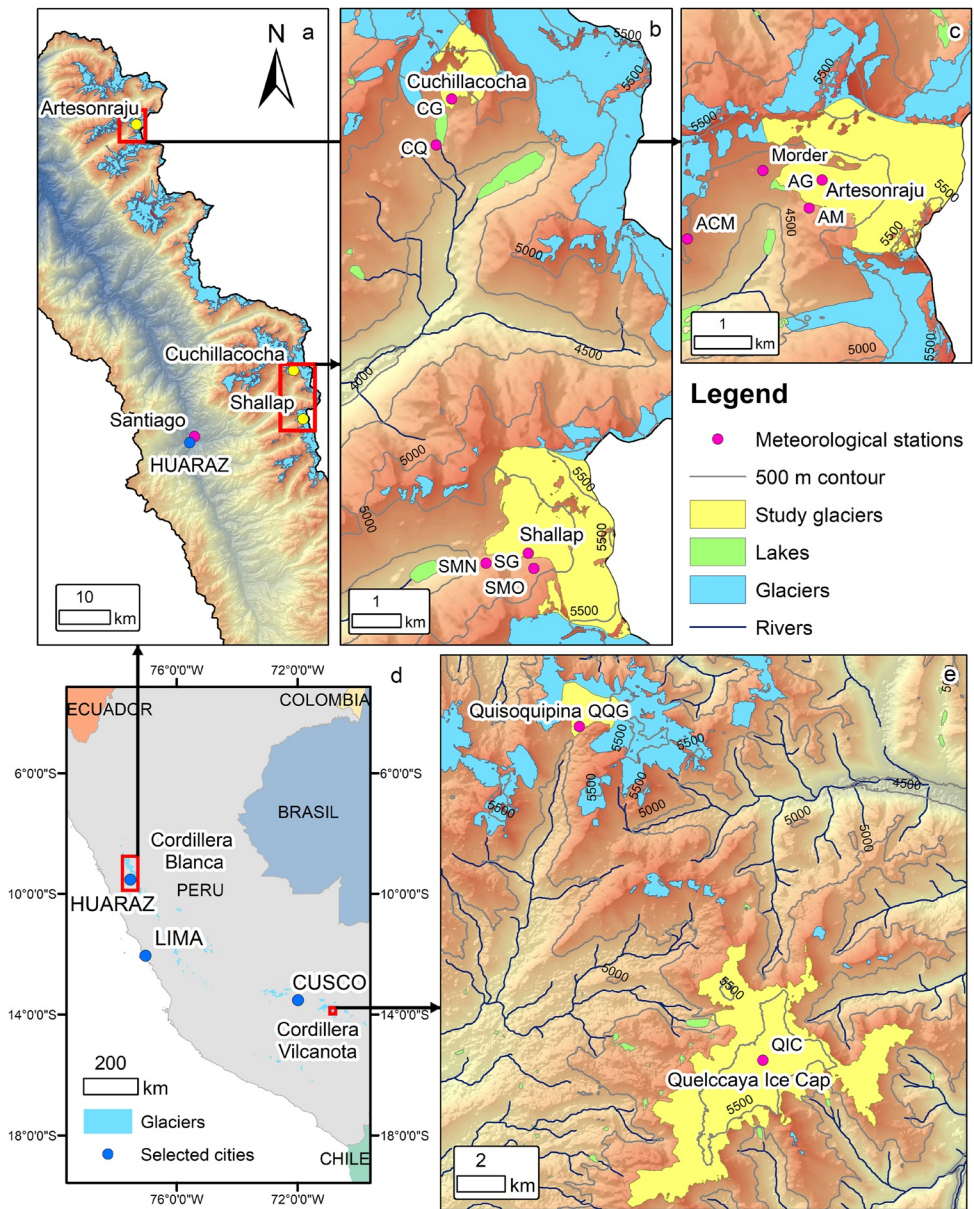 N
a
Artesonraju
Cuchillacocha
Shallap
Santiago
HUARAZ
10
km
b
5500
Cuchillacocha
CG
CQ
5000
4500
4000
5000
5500
5000
5500
Shallap
SMN
SG
SMO
5500
1
km
c
5500
5500
Morder
AG
Artesonraju
5500
AM
4500
ACM
5500
1
km
5000
5500
Legend
Meteorological stations
500 m contour
Study glaciers
Lakes
Glaciers
Rivers
76°0'0"W
72°0'0"W
d
ECUADOR
COLOMBIA
6°0'0"S
6°0'0"S
BRASIL
Cordillera
Blanca
10°0'0"S
PERU
10°0'0"S
HUARAZ
LIMA
CUSCO
14°0'0"S
14°0'0"S
Cordillera
Vilcanota
200
km
Glaciers
18°0'0"S
18°0'0"S
Selected cities
CHILE
76°0'0"W
72°0'0"W
e
Quisoquipina QQG
5500
5500
5500
5500
5500
5000
4500
5000
5000
5000
5500
QIC
Quelccaya Ice Cap
5500
2
km